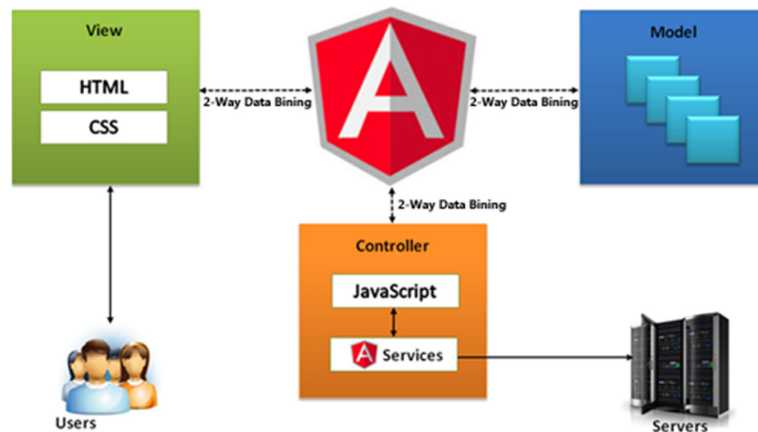 View
HTML
CSS
2-Way Data Bining
A
2-Way Data Bining
Model
2-Way Data Bining
Controller
JavaScript
A Services
Users
Servers